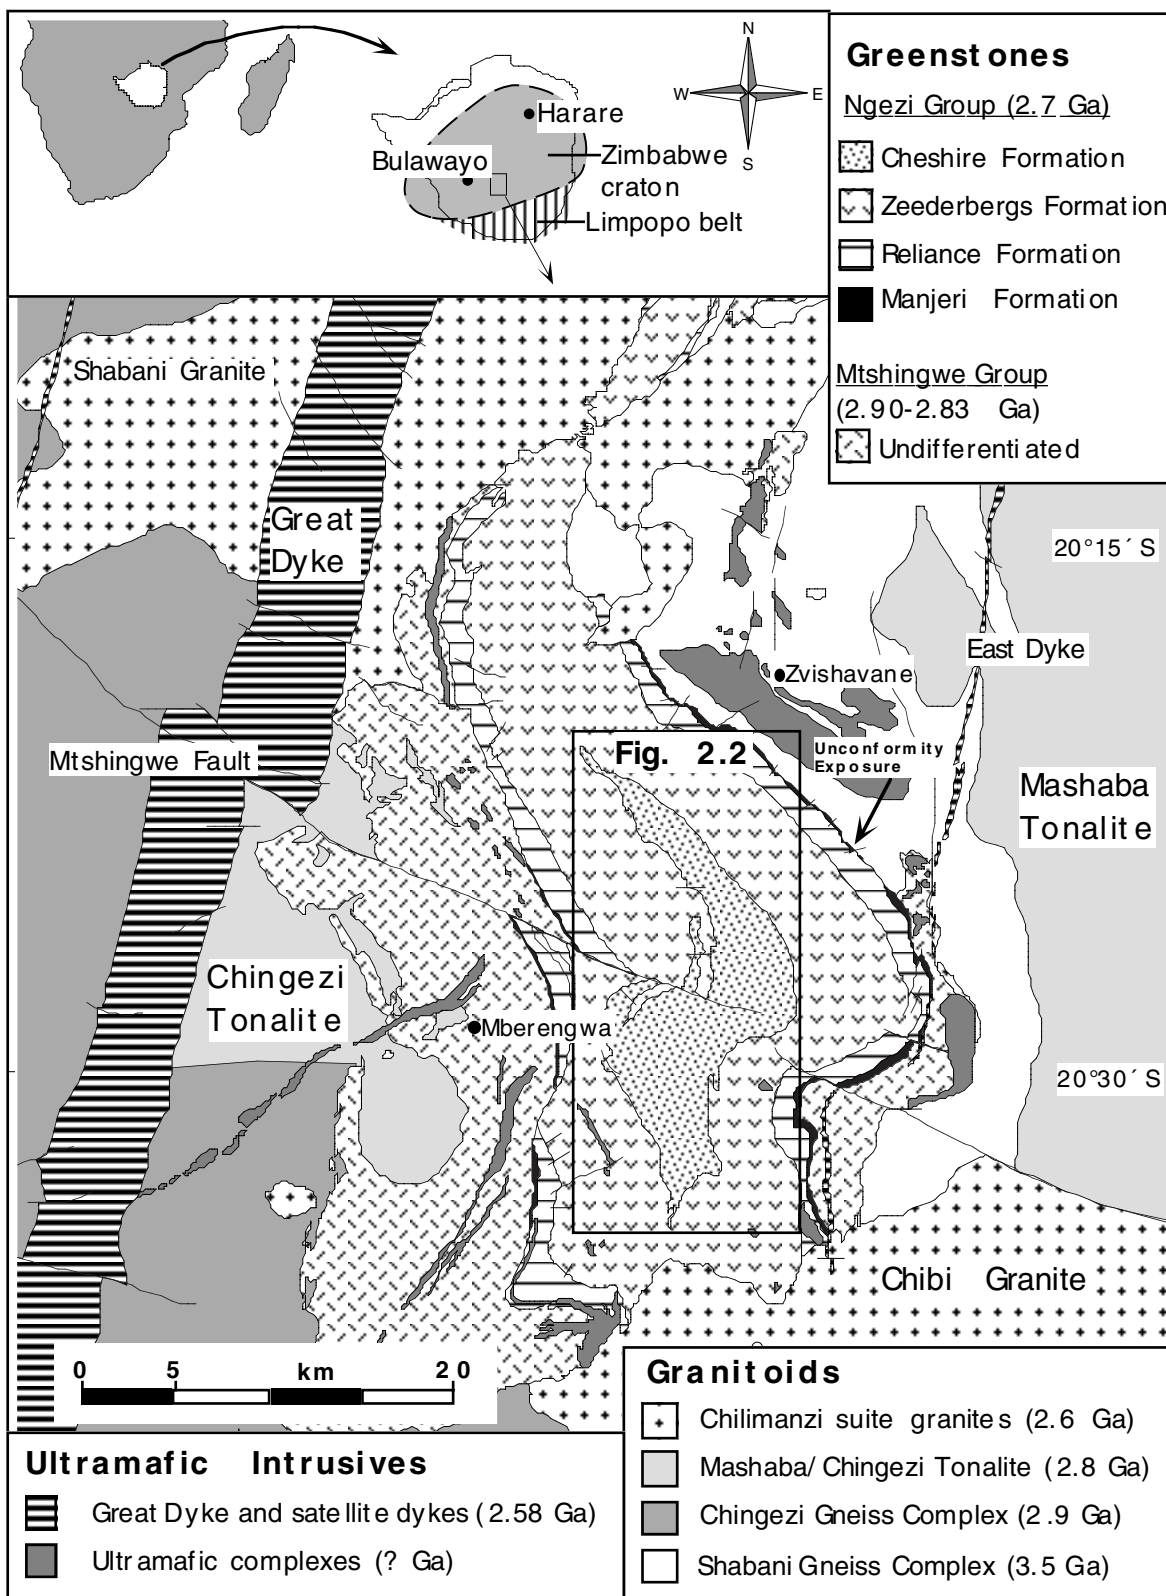 N
W
E
S
Harare
Bulawayo
Zimbabwe
craton
Limpopo belt
Greenstones
Ngezi Group (2.7 Ga)
Cheshire Formation
Zeederbergs Formation
Reliance Formation
Manjeri Formation
Mtshingwe Group
(2.90-2.83 Ga)
Undifferentiated
Shabani Granite
Great
Dyke
20°15´ S
East Dyke
Zvishavane
Mtshingwe Fault
Fig. 2.2
Unconformity
Exposure
Mashaba
Tonalite
Chingezi
Tonalite
Mberengwa
20°30´ S
Chibi Granite
0 5 km 20
Ultramafic Intrusives
Great Dyke and satellite dykes (2.58 Ga)
Ultramafic complexes (? Ga)
Granitoids
Chilimanzi suite granites (2.6 Ga)
Mashaba/Chingezi Tonalite (2.8 Ga)
Chingezi Gneiss Complex (2.9 Ga)
Shabani Gneiss Complex (3.5 Ga)